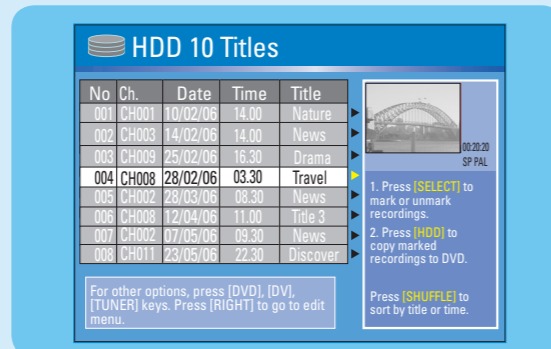 HDD 10 Titles
No Ch. Date Time Title
001 CH001 10/02/06 14.00 Nature
002 CH003 14/02/06 14.00 News
003 CH009 25/02/06 16.30 Drama
004 CH008 28/02/06 03.30 Travel
005 CH002 28/03/06 08.30 News
006 CH008 12/04/06 11.00 Title 3
007 CH002 07/05/06 09.30 News
008 CH011 23/05/06 22.30 Discover
00:20:20
SP PAL
1. Press [SELECT] to
mark or unmark
recordings.
2. Press [HDD] to
copy marked
recordings to DVD.
Press [SHUFFLE] to
sort by title or time.
For other options, press [DVD], [DV],
[TUNER] keys. Press [RIGHT] to go to edit
menu.